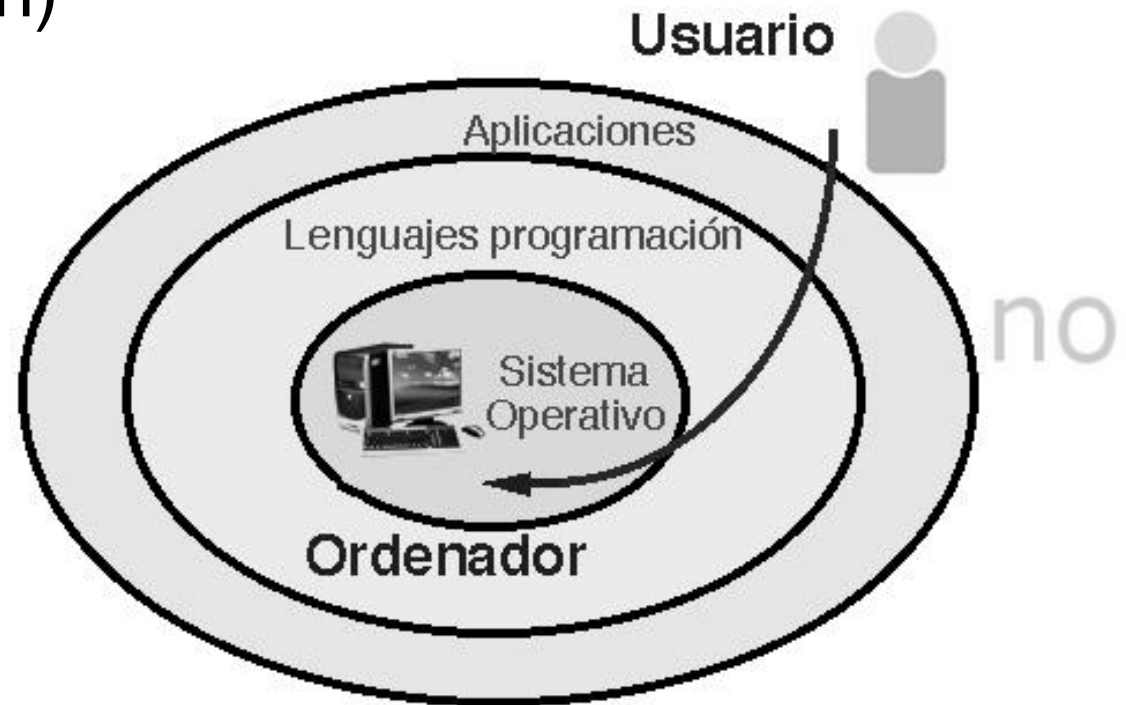 Usuario
Aplicaciones
Lenguajes programación
no
Sistema
Operativo
Ordenador